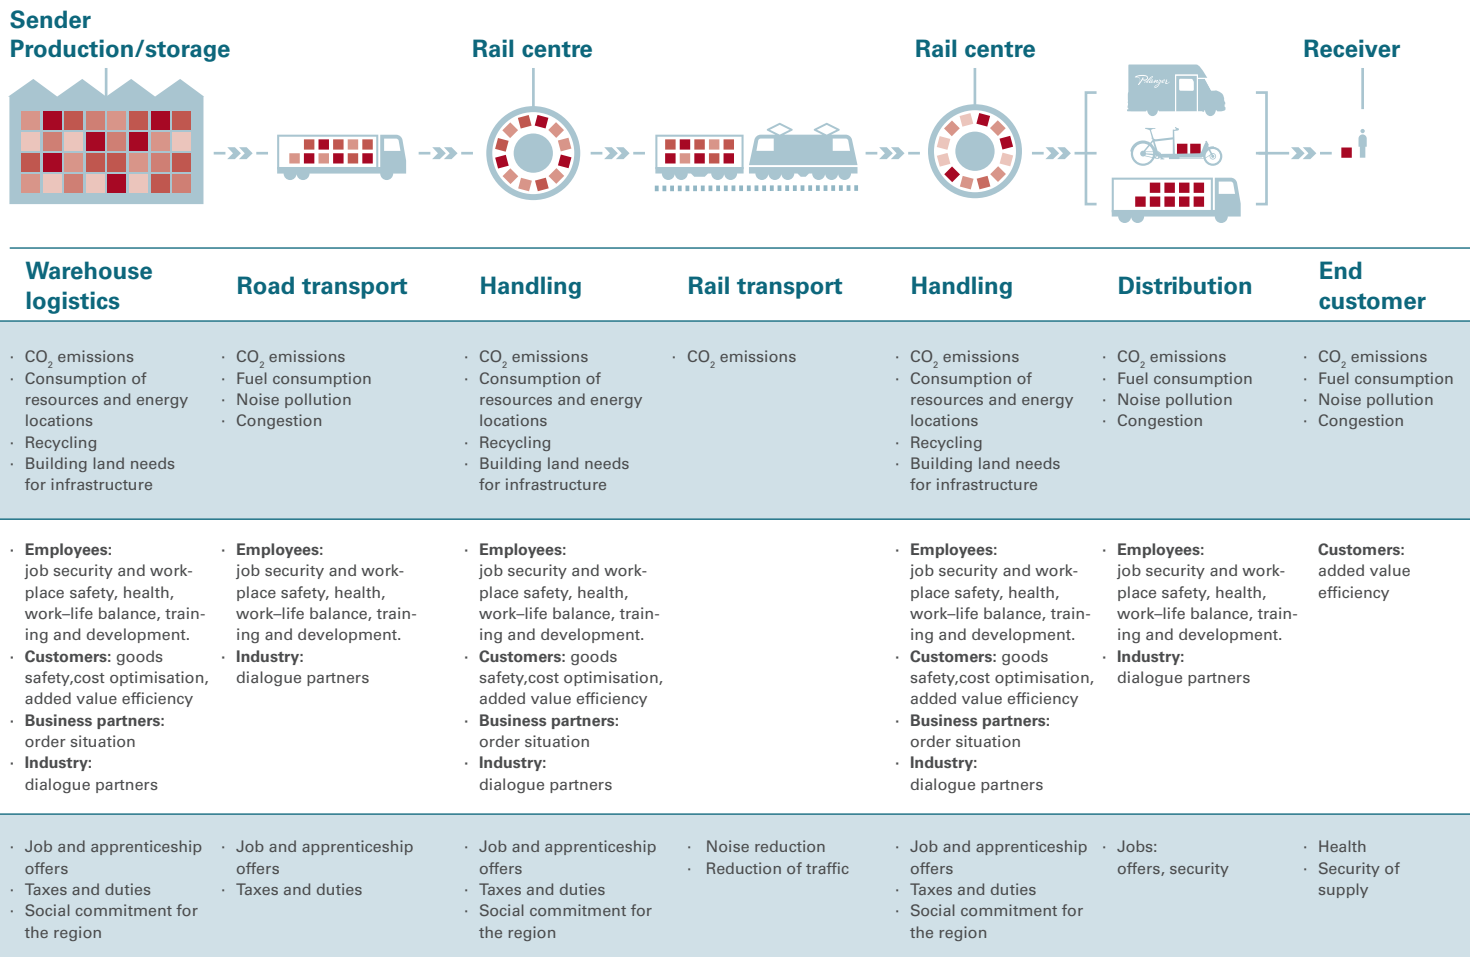 Sender
Production/storage
Rail centre
Rail centre
Receiver
Pelanger
Warehouse
logistics
Road transport
Handling
Rail transport
Handling
Distribution
End
customer
· CO2 emissions
· Consumption of
resources and energy
locations
· Recycling
· Building land needs
for infrastructure
· CO2 emissions
· Fuel consumption
· Noise pollution
· Congestion
· CO2 emissions
· Consumption of
resources and energy
locations
· Recycling
· Building land needs
for infrastructure
· CO2 emissions
· CO2 emissions
· Consumption of
resources and energy
locations
· Recycling
· Building land needs
for infrastructure
· CO2 emissions
· Fuel consumption
· Noise pollution
· Congestion
· CO2 emissions
· Fuel consumption
· Noise pollution
· Congestion
· Employees:
job security and work-
place safety, health,
work–life balance, train-
ing and development.
· Customers: goods
safety,cost optimisation,
added value efficiency
· Business partners:
order situation
· Industry:
dialogue partners
· Employees:
job security and work-
place safety, health,
work–life balance, train-
ing and development.
· Industry:
dialogue partners
· Employees:
job security and work-
place safety, health,
work–life balance, train-
ing and development.
· Customers: goods
safety,cost optimisation,
added value efficiency
· Business partners:
order situation
· Industry:
dialogue partners
· Employees:
job security and work-
place safety, health,
work–life balance, train-
ing and development.
· Customers: goods
safety,cost optimisation,
added value efficiency
· Business partners:
order situation
· Industry:
dialogue partners
· Employees:
job security and work-
place safety, health,
work–life balance, train-
ing and development.
· Industry:
dialogue partners
Customers:
added value
efficiency
· Job and apprenticeship
offers
· Taxes and duties
· Social commitment for
the region
· Job and apprenticeship
offers
· Taxes and duties
· Job and apprenticeship
offers
· Taxes and duties
· Social commitment for
the region
· Noise reduction
· Reduction of traffic
· Job and apprenticeship
offers
· Taxes and duties
· Social commitment for
the region
· Jobs:
offers, security
· Health
· Security of
supply